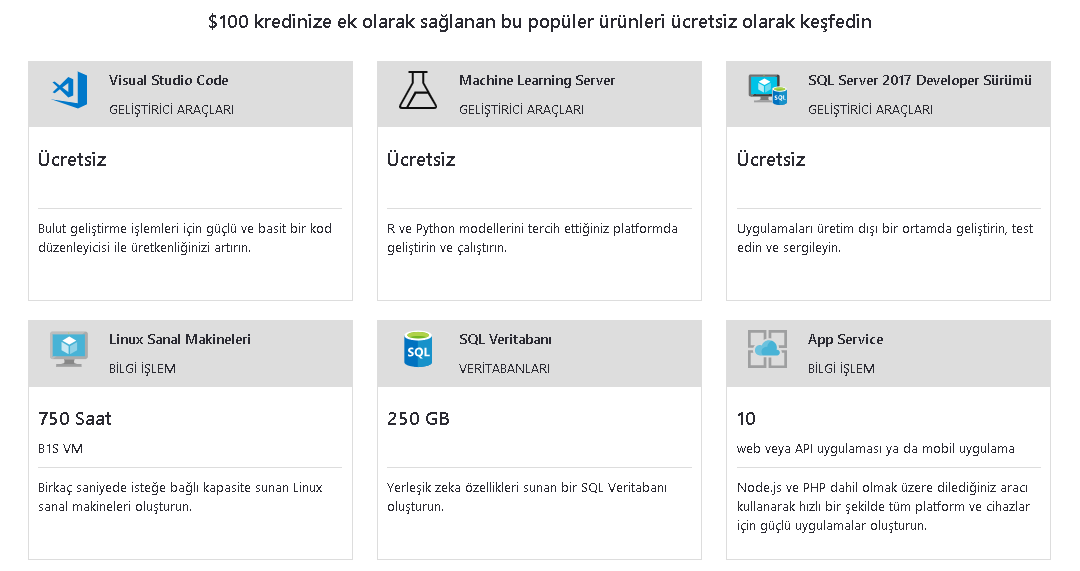 $100 kredinize ek olarak sağlanan bu popüler ürünleri ücretsiz olarak keşfedin
Visual Studio Code
GELİŞTİRİCİ ARAÇLARI
Ücretsiz
Bulut geliştirme işlemleri için güçlü ve basit bir kod
düzenleyicisi ile üretkenliğinizi artırın.
Machine Learning Server
GELİŞTİRİCİ ARAÇLARI
Ücretsiz
R ve Python modellerini tercih ettiğiniz platformda
geliştirin ve çalıştırın.
SQL Server 2017 Developer Sürümü
GELİŞTİRİCİ ARAÇLARI
SQL
Ücretsiz
Uygulamaları üretim dışı bir ortamda geliştirin, test
edin ve sergileyin.
Linux Sanal Makineleri
BİLGİ İŞLEM
750 Saat
B1S VM
Birkaç saniyede isteğe bağlı kapasite sunan Linux
sanal makineleri oluşturun.
SQL Veritabanı
SQL
VERİTABANLARI
250 GB
Yerleşik zeka özellikleri sunan bir SQL Veritabanı
oluşturun.
App Service
BİLGİ İŞLEM
10
web veya API uygulaması ya da mobil uygulama
Node.js ve PHP dahil olmak üzere dilediğiniz aracı
kullanarak hızlı bir şekilde tüm platform ve cihazlar
için güçlü uygulamalar oluşturun.